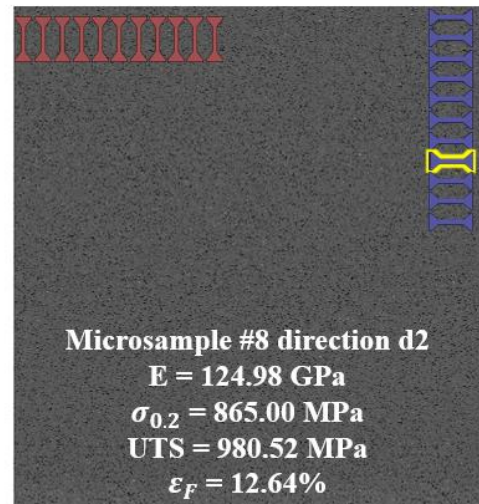 Microsample #8 direction d2
E = 124.98 GPa
σ0.2 = 865.00 MPa
UTS = 980.52 MPa
εF = 12.64%